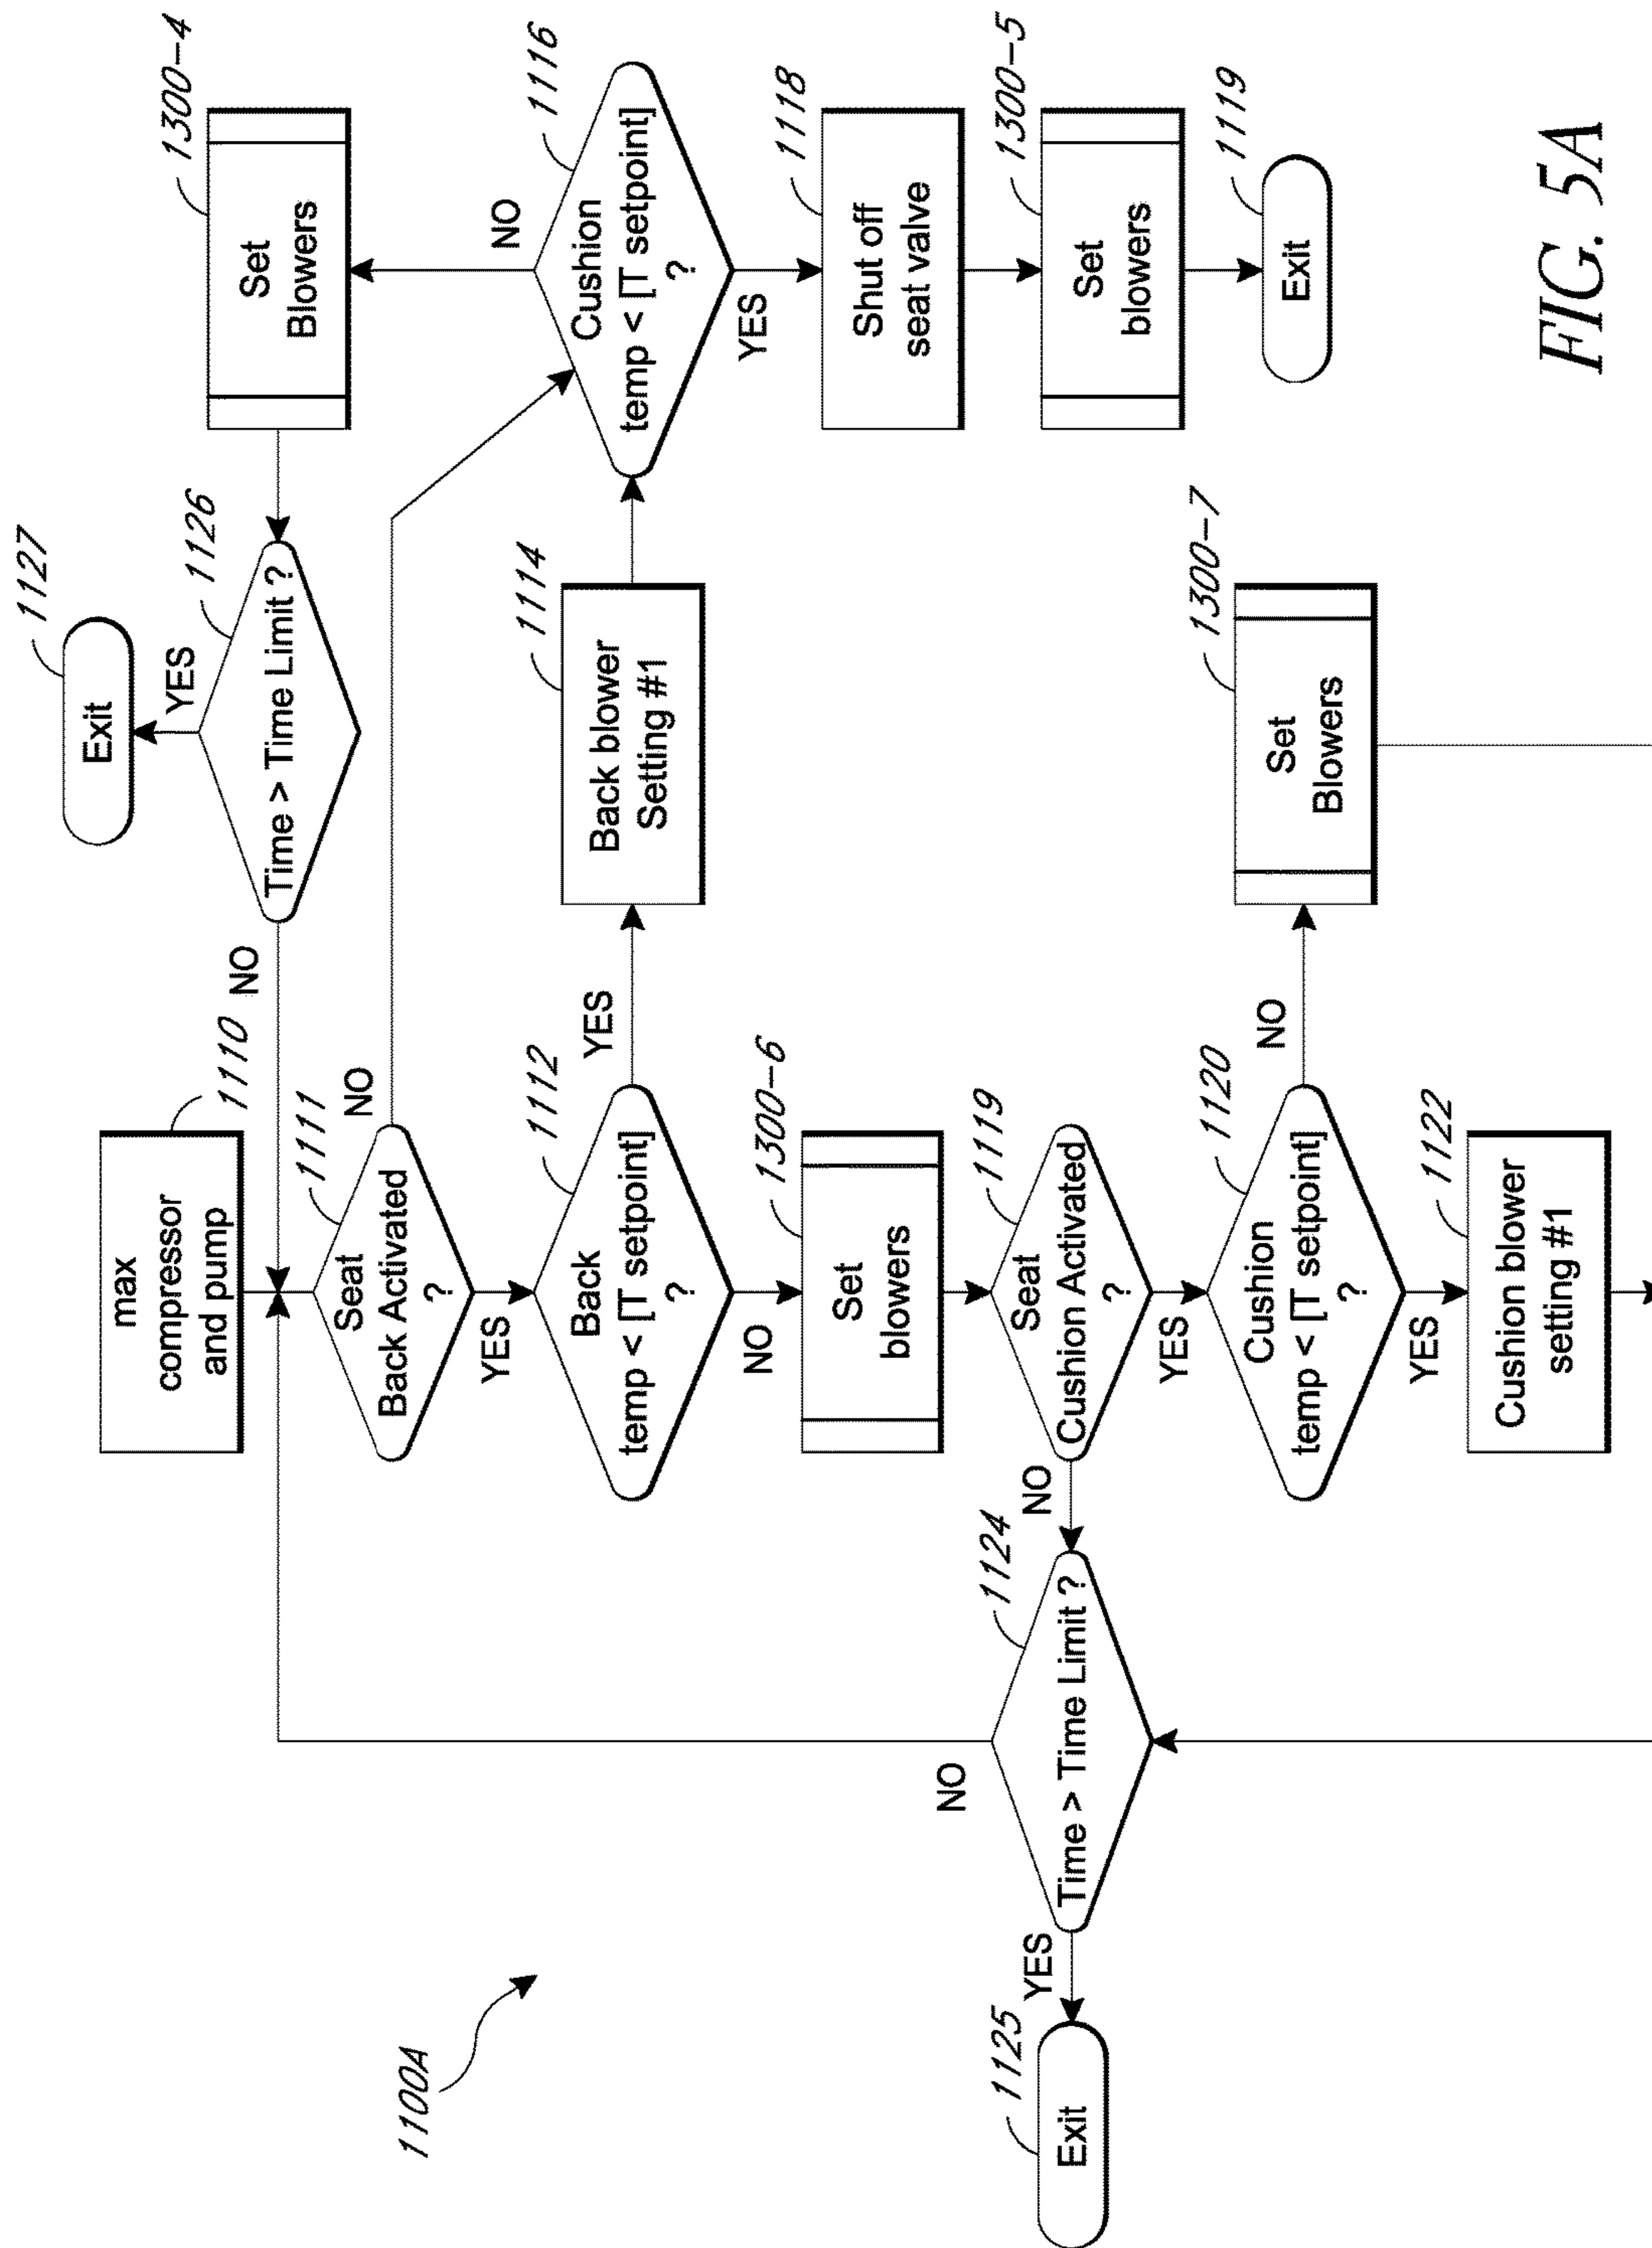 1100A
max
compressor
and pump
1110
Seat
Back Activated
?
1111
NO
YES
Back
temp < [T setpoint]
?
1112
YES
NO
Back blower
Setting #1
1114
Cushion
temp < [T setpoint]
?
1116
NO
YES
Set
Blowers
1300-4
Time > Time Limit ?
1126
NO
YES
Exit
1127
Shut off
seat valve
1118
Set
blowers
1300-5
Exit
1119
Set
blowers
1300-6
Seat
Cushion Activated
?
1119
NO
YES
Time > Time Limit ?
1124
NO
YES
Exit
1125
Cushion
temp < [T setpoint]
?
1120
NO
YES
Set
Blowers
1300-7
Cushion blower
setting #1
1122
FIG. 5A